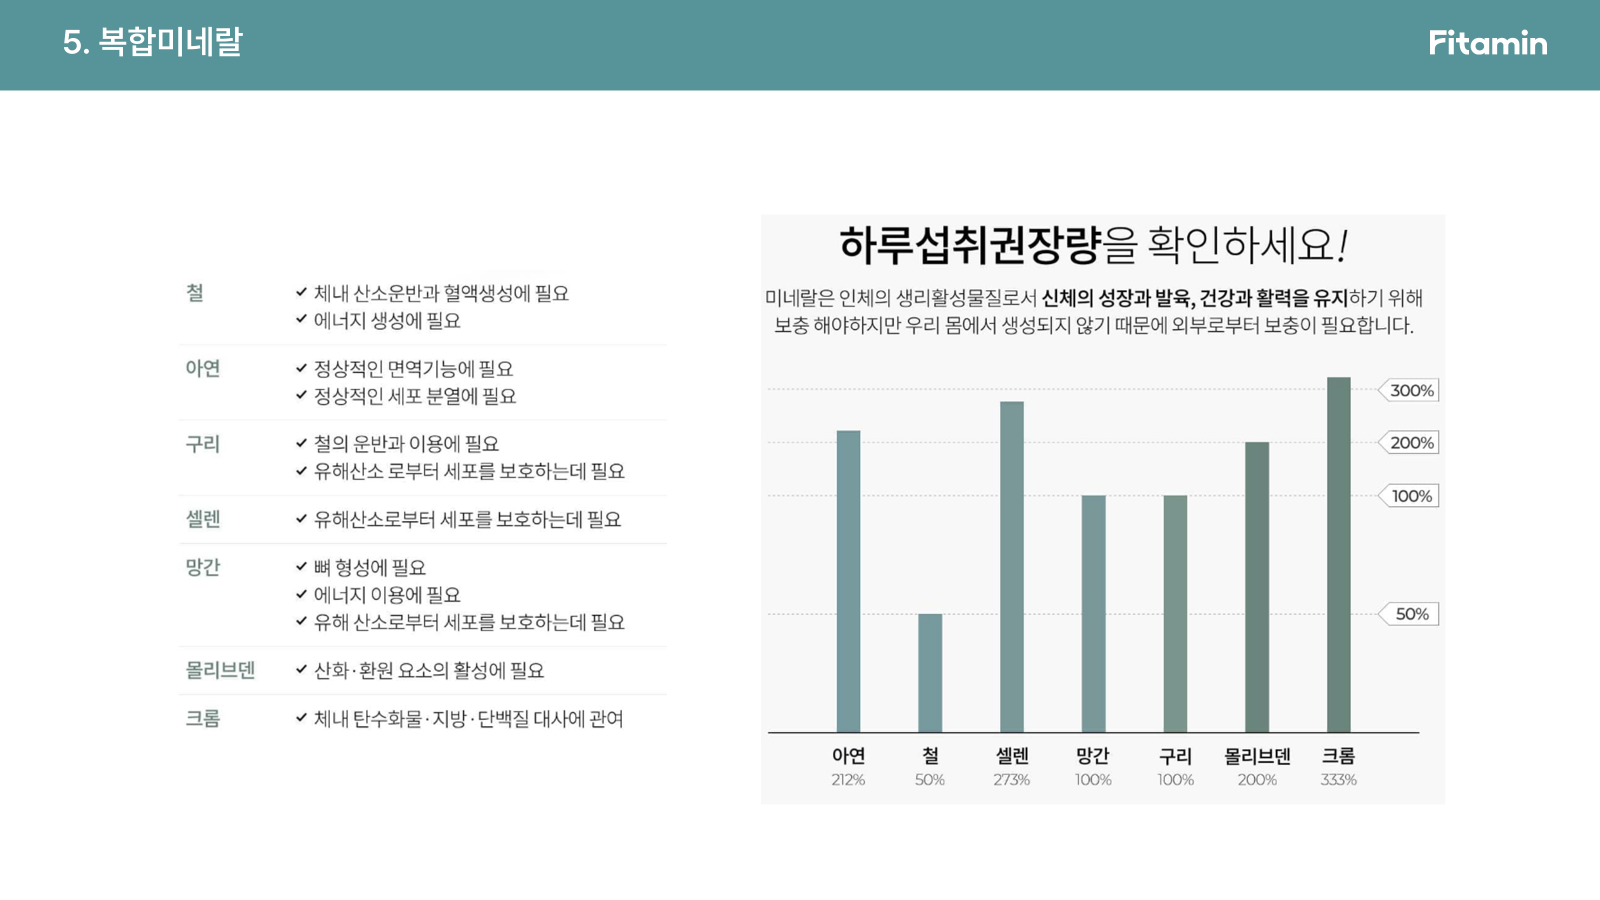 5. 복합미네랄
Fitamin
철
✓ 체내 산소운반과 혈액생성에 필요
✓ 에너지 생성에 필요
아연
✓ 정상적인 면역기능에 필요
✓ 정상적인 세포 분열에 필요
구리
✓ 철의 운반과 이용에 필요
✓ 유해산소 로부터 세포를 보호하는데 필요
셀렌
✓ 유해산소로부터 세포를 보호하는데 필요
망간
✓ 뼈 형성에 필요
✓ 에너지 이용에 필요
✓ 유해 산소로부터 세포를 보호하는데 필요
몰리브덴
✓ 산화·환원 요소의 활성에 필요
크롬
✓ 체내 탄수화물·지방·단백질 대사에 관여
하루섭취권장량을 확인하세요!
미네랄은 인체의 생리활성물질로서 신체의 성장과 발육, 건강과 활력을 유지하기 위해
보충 해야하지만 우리 몸에서 생성되지 않기 때문에 외부로부터 보충이 필요합니다.
300%
200%
100%
50%
아연 철 셀렌 망간 구리 몰리브덴 크롬
212% 50% 273% 100% 100% 200% 333%